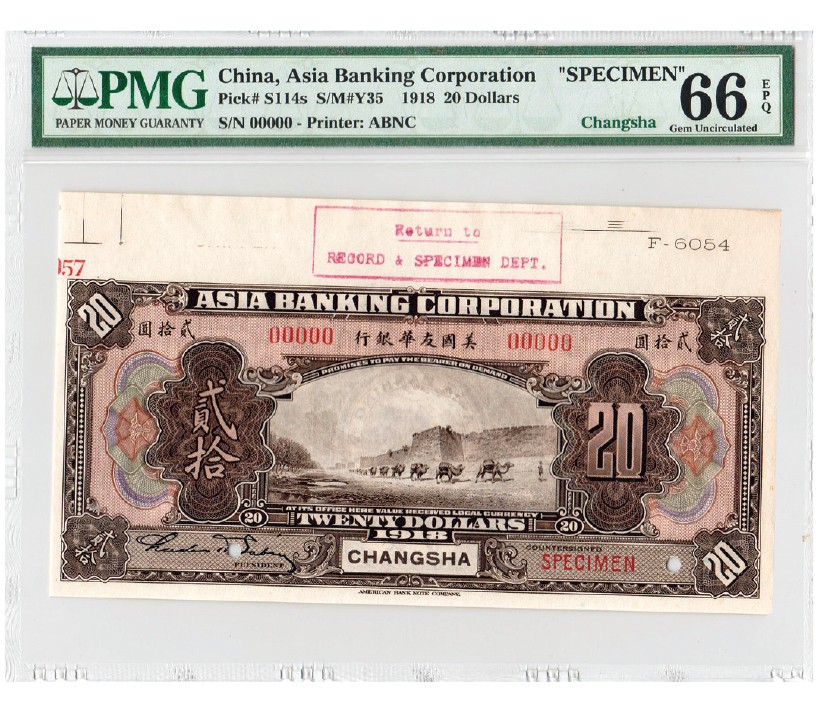 PMG
PAPER MONEY GUARANTY
China, Asia Banking Corporation "SPECIMEN"
Pick# S114s S/M#Y35 1918 20 Dollars
S/N 00000 - Printer: ABNC
Changsha
66 EPQ
Gem Uncirculated
Return to
RECORD & SPECIMEN DEPT.
F-6054
057
20 ASIA BANKING CORPORATION 貳拾
圓拾貳 00000 行銀華友國美 00000 圓拾貳
PROMISES TO PAY THE BEARER ON DEMAND
貳拾 20
AT ITS OFFICE HERE VALUE RECEIVED LOCAL CURRENCY
20 TWENTY DOLLARS 20
1918
貳拾 PRESIDENT CHANGSHA COUNTERSIGNED SPECIMEN 20
AMERICAN BANK NOTE COMPANY.